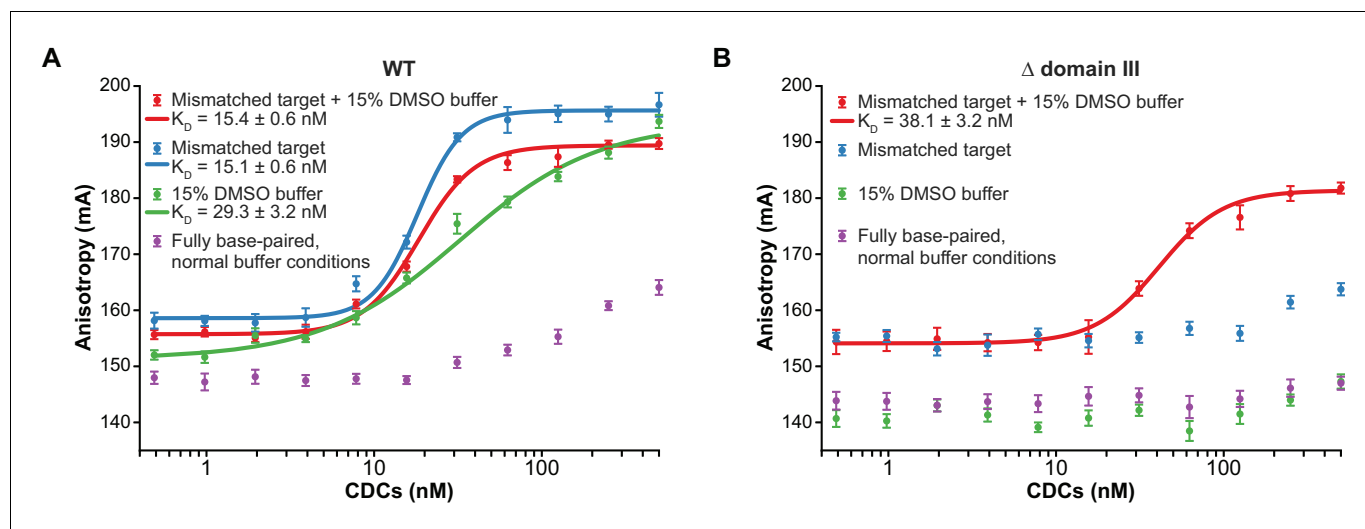 A
WT
200
190
180
170
160
150
140
Anisotropy (mA)
Mismatched target + 15% DMSO buffer
KD = 15.4 ± 0.6 nM
Mismatched target
KD = 15.1 ± 0.6 nM
15% DMSO buffer
KD = 29.3 ± 3.2 nM
Fully base-paired,
normal buffer conditions
1
10
100
CDCs (nM)
B
Δ domain III
200
190
180
170
160
150
140
Anisotropy (mA)
Mismatched target + 15% DMSO buffer
KD = 38.1 ± 3.2 nM
Mismatched target
15% DMSO buffer
Fully base-paired,
normal buffer conditions
1
10
100
CDCs (nM)